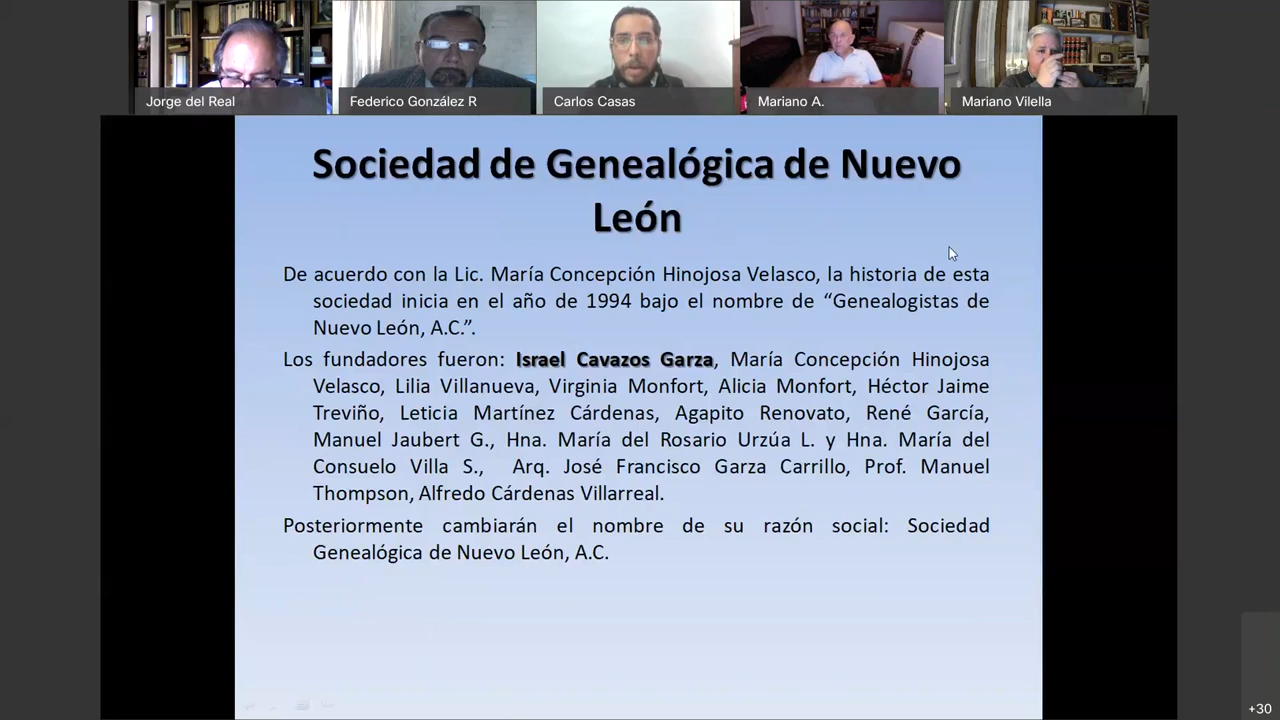 Jorge del Real
Federico González R
Carlos Casas
Mariano A.
Mariano Vilella
Sociedad de Genealógica de Nuevo
León
De acuerdo con la Lic. María Concepción Hinojosa Velasco, la historia de esta
sociedad inicia en el año de 1994 bajo el nombre de “Genealogistas de
Nuevo León, A.C.”.
Los fundadores fueron: Israel Cavazos Garza, María Concepción Hinojosa
Velasco, Lilia Villanueva, Virginia Monfort, Alicia Monfort, Héctor Jaime
Treviño, Leticia Martínez Cárdenas, Agapito Renovato, René García,
Manuel Jaubert G., Hna. María del Rosario Urzúa L. y Hna. María del
Consuelo Villa S., Arq. José Francisco Garza Carrillo, Prof. Manuel
Thompson, Alfredo Cárdenas Villarreal.
Posteriormente cambiarán el nombre de su razón social: Sociedad
Genealógica de Nuevo León, A.C.
+30